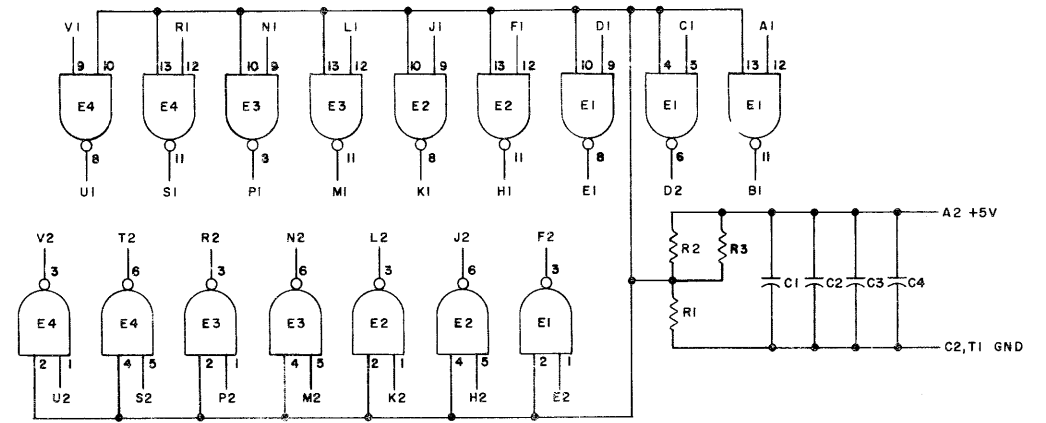 V1 R1 N1 L1 J1 F1 D1 C1 A1
9 10 13 12 10 9 13 12 10 9 13 12 10 9 4 5 13 12
E4 E4 E3 E3 E2 E2 E1 E1 E1
8 11 3 11 8 11 8 6 11
U1 S1 P1 M1 K1 H1 E1 D2 B1
A2 +5V
V2 T2 R2 N2 L2 J2 F2
R2 R3
3 6 3 6 3 6 3
C1 C2 C3 C4
R1
E4 E4 E3 E3 E2 E2 E1
C2,T1 GND
2 1 4 5 2 1 4 5 2 1 4 5 2 1
U2 S2 P2 M2 K2 H2 E2